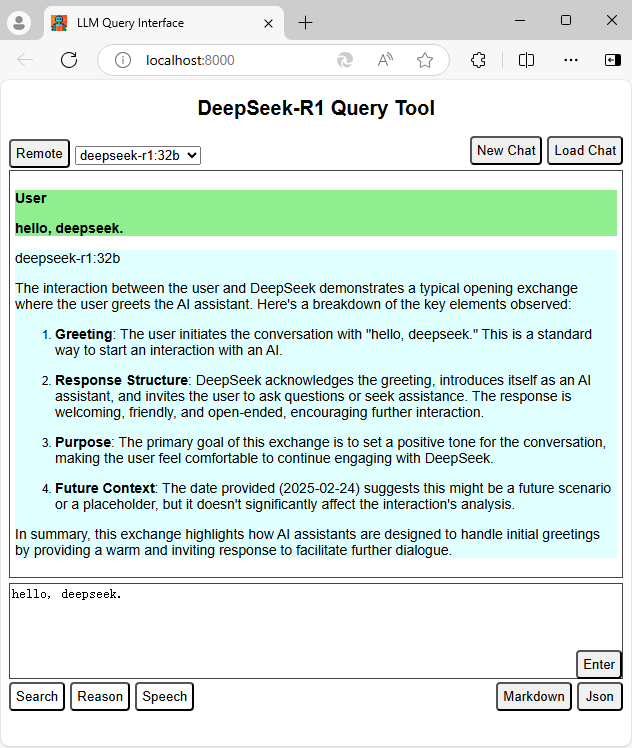 LLM Query Interface
localhost:8000
DeepSeek-R1 Query Tool
Remote
deepseek-r1:32b
New Chat
Load Chat
User
hello, deepseek.
deepseek-r1:32b
The interaction between the user and DeepSeek demonstrates a typical opening exchange
where the user greets the AI assistant. Here's a breakdown of the key elements observed:
1. Greeting: The user initiates the conversation with "hello, deepseek." This is a standard
way to start an interaction with an AI.
2. Response Structure: DeepSeek acknowledges the greeting, introduces itself as an AI
assistant, and invites the user to ask questions or seek assistance. The response is
welcoming, friendly, and open-ended, encouraging further interaction.
3. Purpose: The primary goal of this exchange is to set a positive tone for the conversation,
making the user feel comfortable to continue engaging with DeepSeek.
4. Future Context: The date provided (2025-02-24) suggests this might be a future scenario
or a placeholder, but it doesn't significantly affect the interaction's analysis.
In summary, this exchange highlights how AI assistants are designed to handle initial greetings
by providing a warm and inviting response to facilitate further dialogue.
hello, deepseek.
Enter
Search
Reason
Speech
Markdown
Json